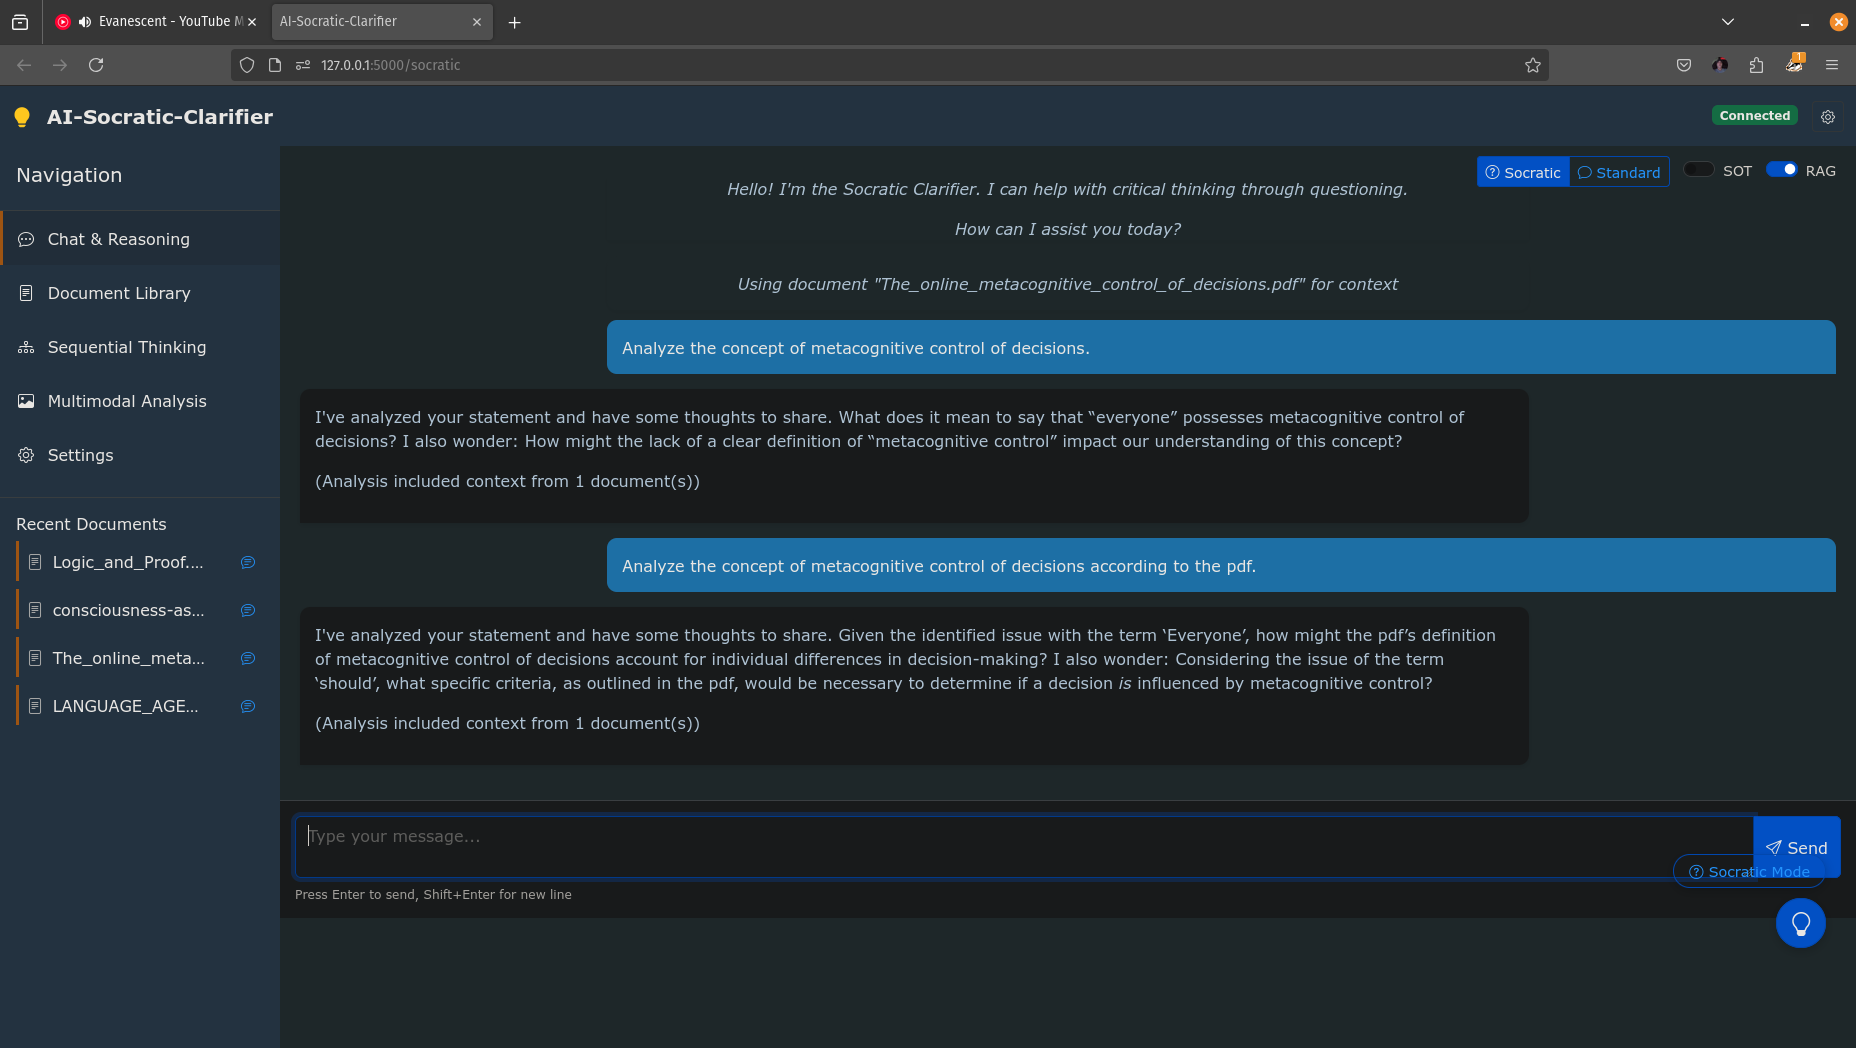 Evanescent - YouTube M
AI-Socratic-Clarifier
127.0.0.1:5000/socratic
1
AI-Socratic-Clarifier
Connected
Navigation
Chat & Reasoning
Document Library
Sequential Thinking
Multimodal Analysis
Settings
Recent Documents
Logic_and_Proof....
consciousness-as...
The_online_meta...
LANGUAGE_AGE...
Socratic
Standard
SOT
RAG
Hello! I'm the Socratic Clarifier. I can help with critical thinking through questioning.
How can I assist you today?
Using document "The_online_metacognitive_control_of_decisions.pdf" for context
Analyze the concept of metacognitive control of decisions.
I've analyzed your statement and have some thoughts to share. What does it mean to say that “everyone” possesses metacognitive control of
decisions? I also wonder: How might the lack of a clear definition of “metacognitive control” impact our understanding of this concept?
(Analysis included context from 1 document(s))
Analyze the concept of metacognitive control of decisions according to the pdf.
I've analyzed your statement and have some thoughts to share. Given the identified issue with the term ‘Everyone’, how might the pdf’s definition
of metacognitive control of decisions account for individual differences in decision-making? I also wonder: Considering the issue of the term
‘should’, what specific criteria, as outlined in the pdf, would be necessary to determine if a decision is influenced by metacognitive control?
(Analysis included context from 1 document(s))
Type your message...
Send
Socratic Mode
Press Enter to send, Shift+Enter for new line